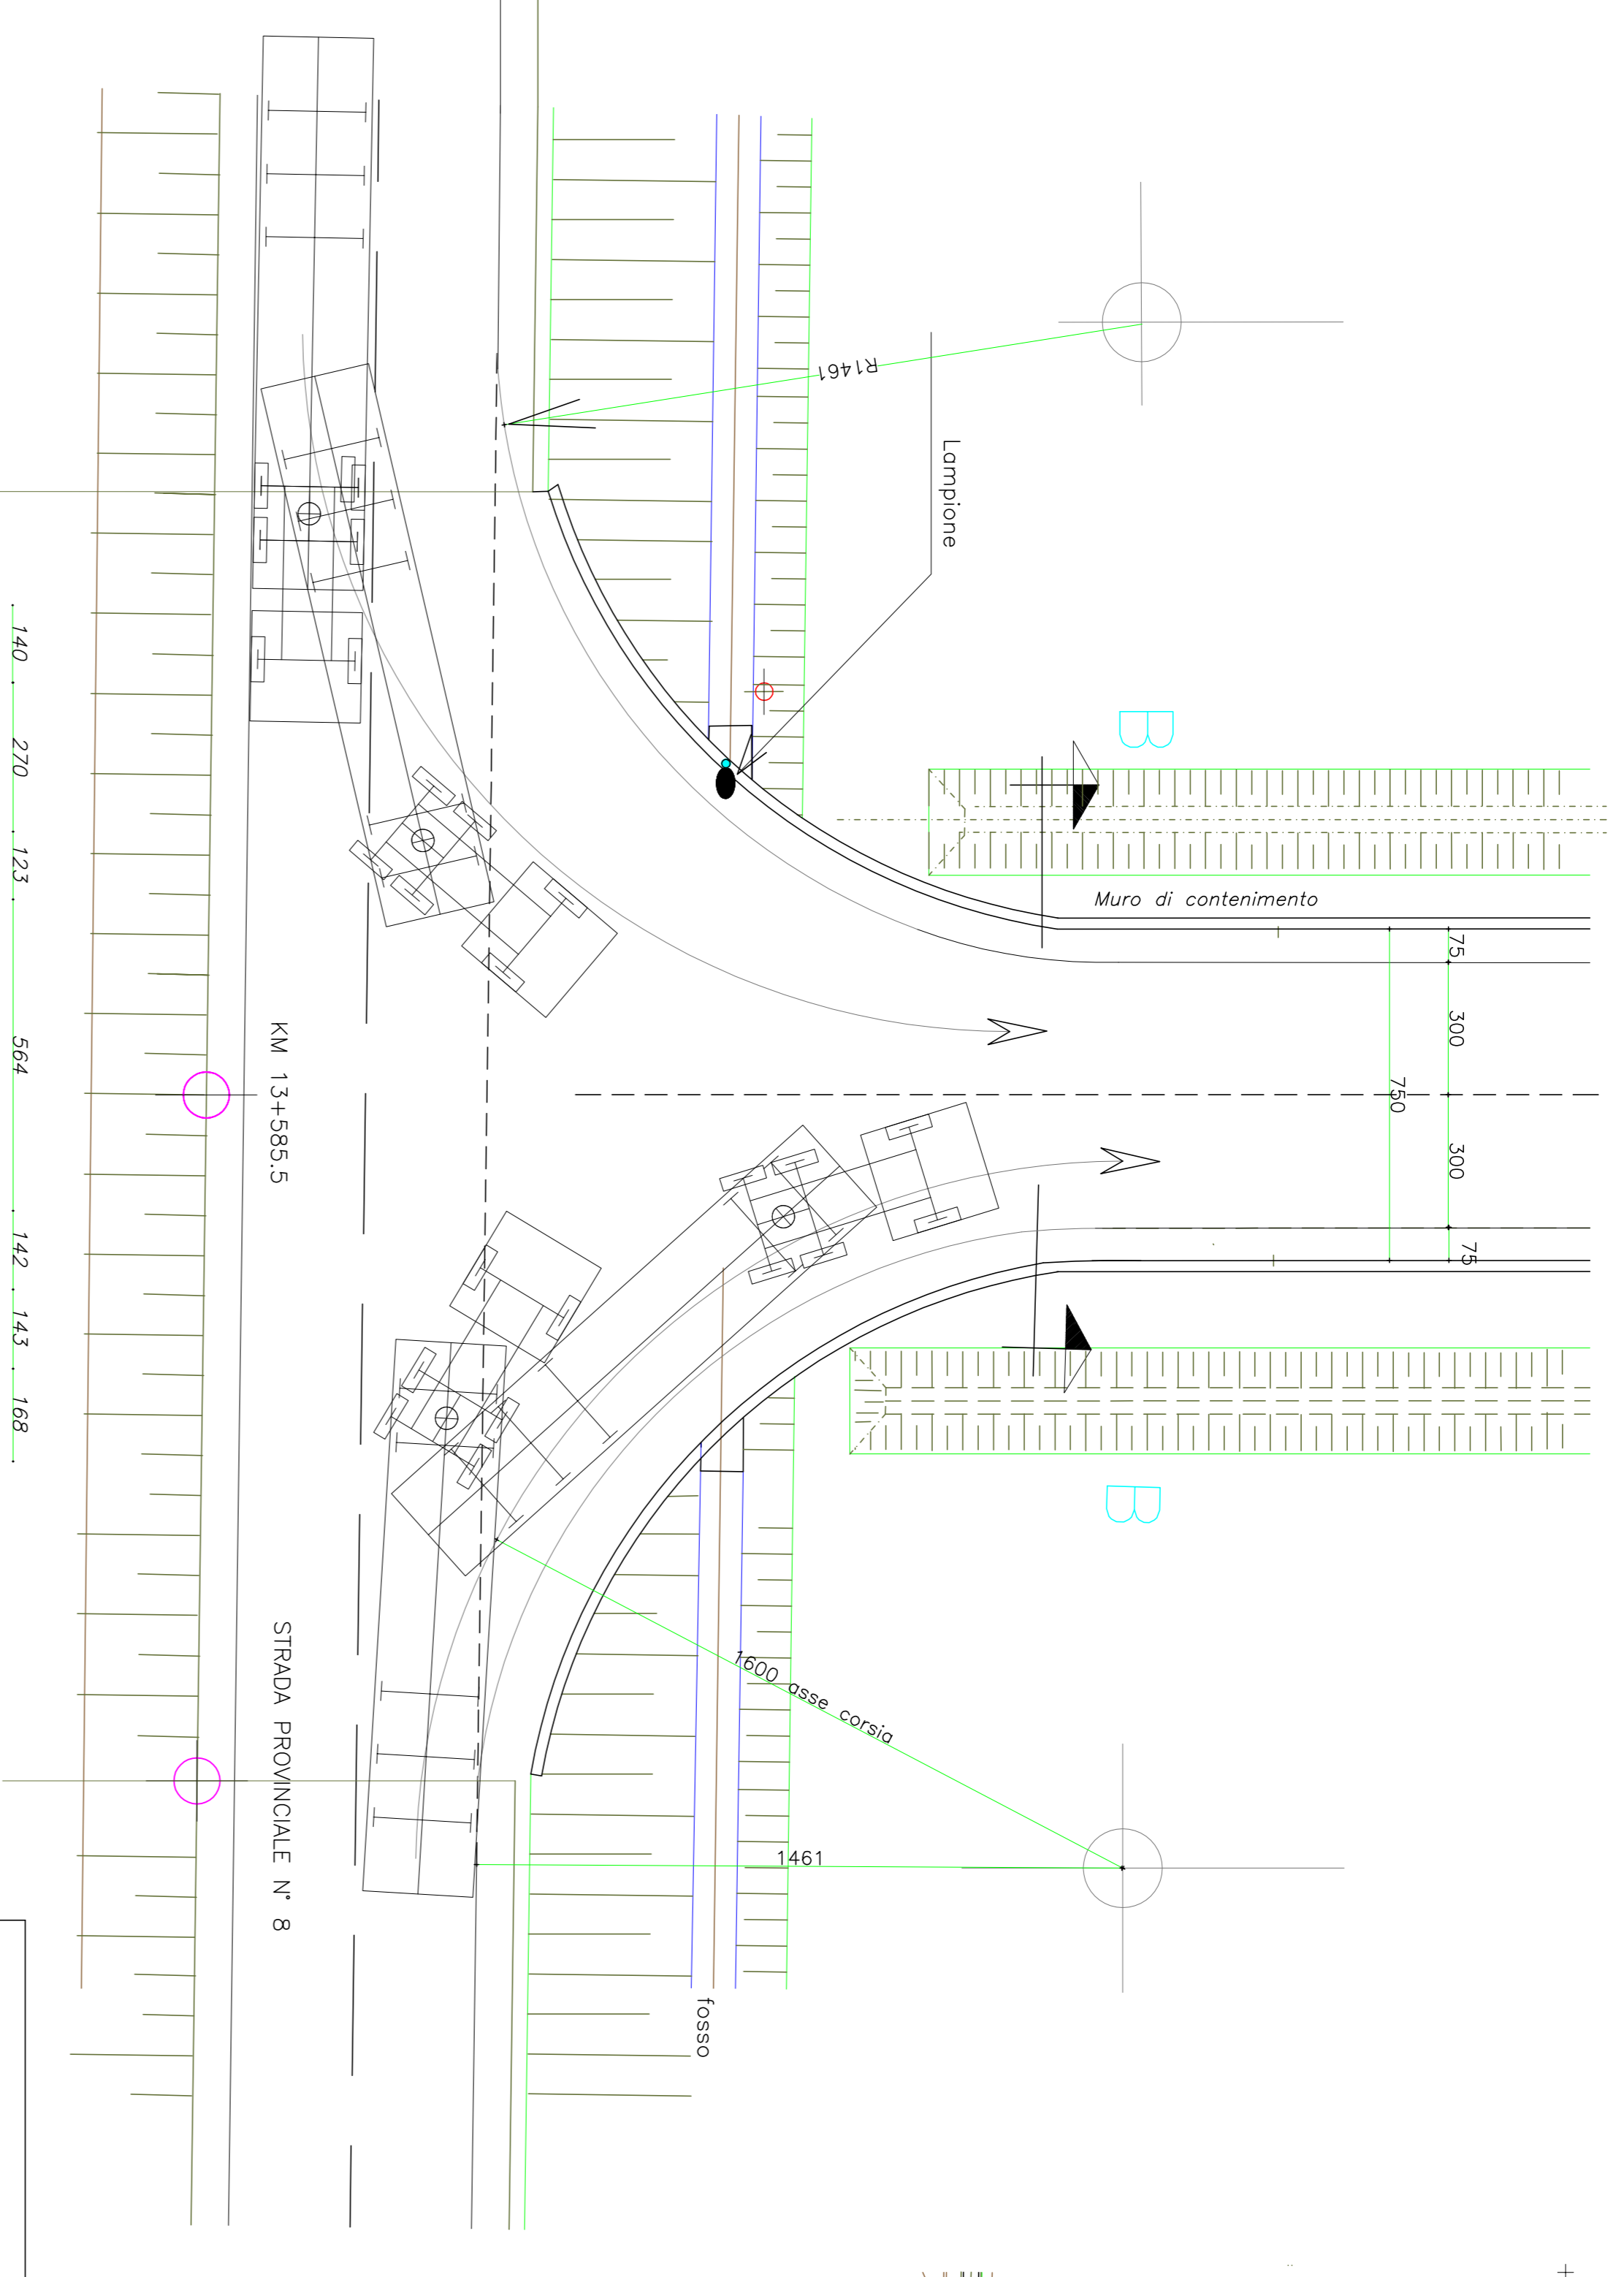 R1461
Lampione
B
Muro di contenimento
75
300
750
300
75
B
KM 13+585.5
STRADA PROVINCIALE N° 8
1600 asse corsia
1461
fosso
140
270
123
564
142
143
168